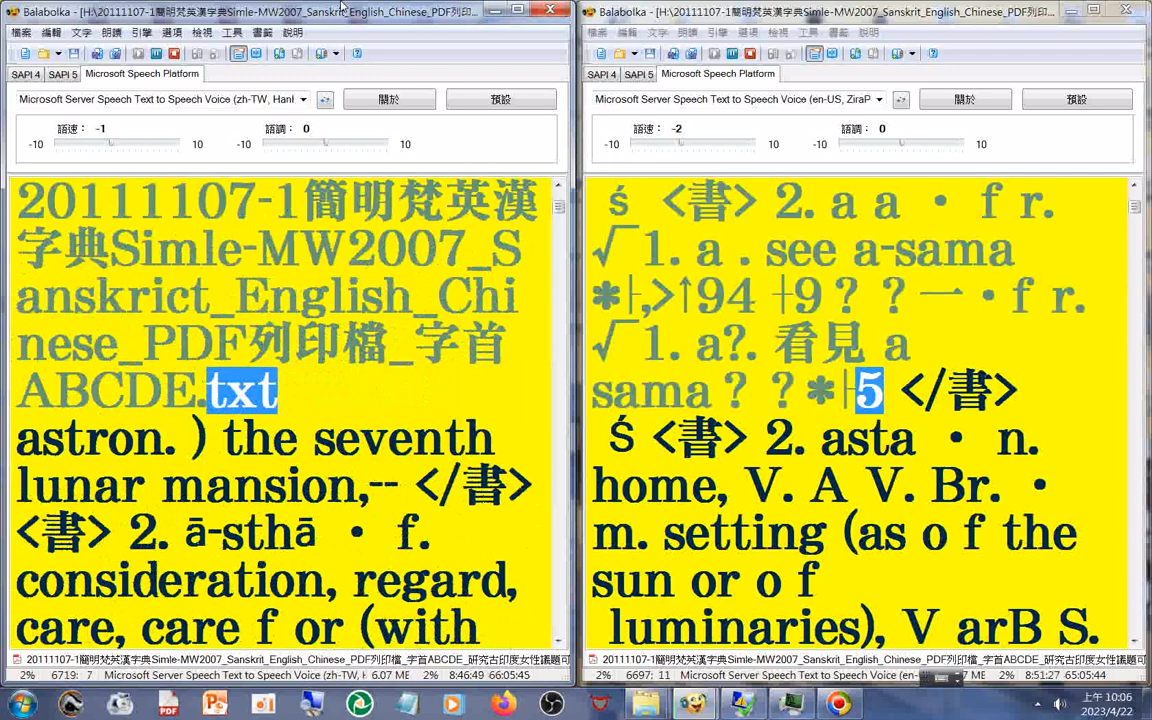 Balabolka - [H:\20111107-1簡明梵英漢字典Simle-MW2007_Sanskrit_English_Chinese_PDF列印...
檔案 編輯 文字 朗讀 引擎 選項 檢視 工具 書籤 說明
SAPI 4 SAPI 5 Microsoft Speech Platform
Microsoft Server Speech Text to Speech Voice (zh-TW, HanI
關於 預設
語速： -1 語調： 0
-10 10 -10 10
20111107-1簡明梵英漢
字典Simle-MW2007_S
anskrict_English_Chi
nese_PDF列印檔_字首
ABCDE.txt
astron. ) the seventh
lunar mansion,-- </書>
<書> 2. ā-sthā • f.
consideration, regard,
care, care f or (with
20111107-1簡明梵英漢字典Simle-MW2007_Sanskrit_English_Chinese_PDF列印檔_字首ABCDE_研究古印度女性議題可
2% 6719: 7 Microsoft Server Speech Text to Speech Voice (zh-TW, 6.07 ME 2% 8:46:49 66:05:45
Balabolka - [H:\20111107-1簡明梵英漢字典Simle-MW2007_Sanskrit_English_Chinese_PDF列印...
檔案 編輯 文字 朗讀 引擎 選項 檢視 工具 書籤 說明
SAPI 4 SAPI 5 Microsoft Speech Platform
Microsoft Server Speech Text to Speech Voice (en-US, ZiraP
關於 預設
語速： -2 語調： 0
-10 10 -10 10
ś <書> 2. a a • f r.
√1. a . see a-sama
✽├,>↑94 ┼9？？一•f r.
√1. a?. 看見 a
sama？？✽├5 </書>
Ś <書> 2. asta • n.
home, V. A V. Br. •
m. setting (as o f the
sun or o f
luminaries), V arB S.
20111107-1簡明梵英漢字典Simle-MW2007_Sanskrit_English_Chinese_PDF列印檔_字首ABCDE_研究古印度女性議題可
2% 6697: 11 Microsoft Server Speech Text to Speech Voice (en- ME 2% 8:51:27 65:05:44
上午 10:06
2023/4/22